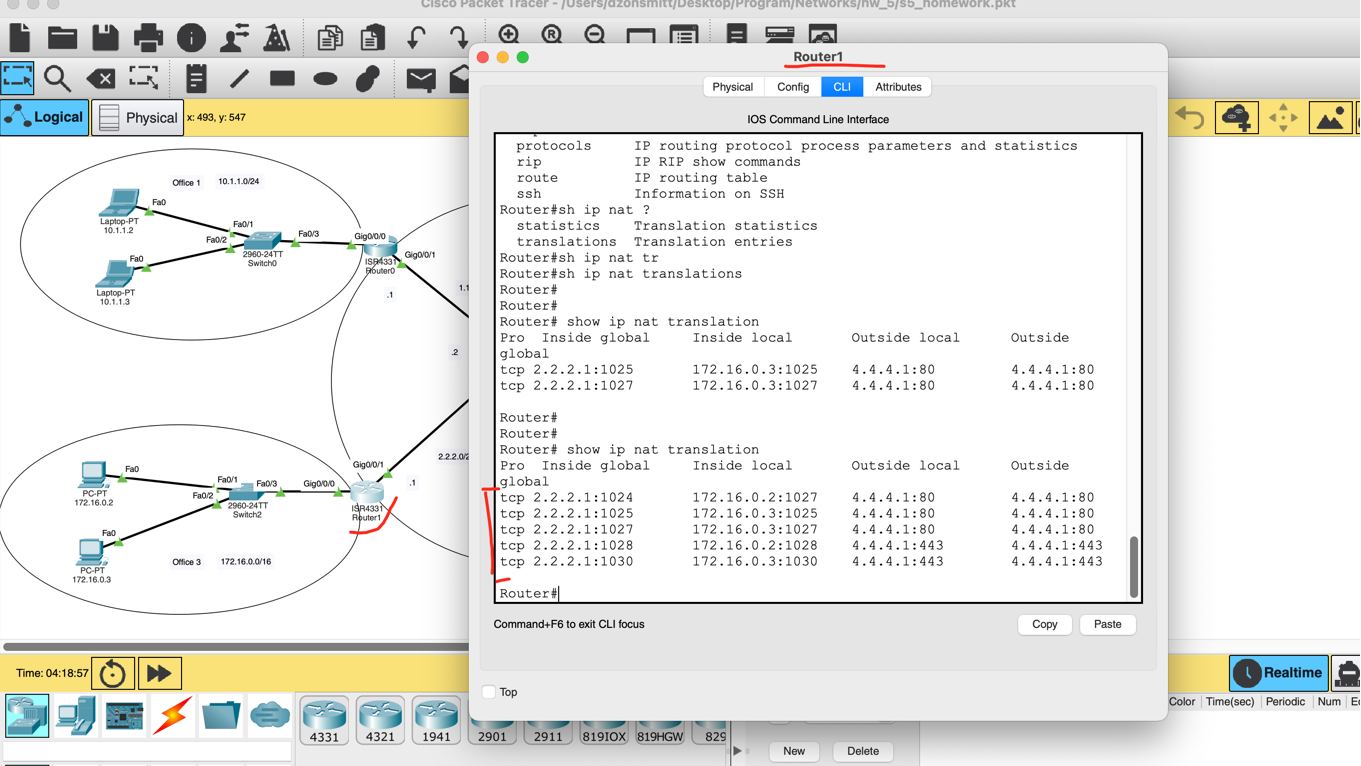 Cisco Packet Tracer - /Users/dzonsmitt/Desktop/Program/Networks/hw_5/s5_homework.pkt
Logical
Physical
x: 493, y: 547
Office 1
10.1.1.0/24
Fa0
Laptop-PT
10.1.1.2
Fa0/1
Fa0/2
Fa0/3
Gig0/0/0
2960-24TT
Switch0
ISR4331
Router0
Gig0/0/1
Fa0
Laptop-PT
10.1.1.3
.1
1.1
.2
2.2.2.0/2
Gig0/0/1
.1
Fa0
PC-PT
172.16.0.2
Fa0/1
Fa0/2
Fa0/3
Gig0/0/0
2960-24TT
Switch2
ISR4331
Router1
Fa0
PC-PT
172.16.0.3
Office 3
172.16.0.0/16
Router1
Physical
Config
CLI
Attributes
IOS Command Line Interface
protocols IP routing protocol process parameters and statistics
rip IP RIP show commands
route IP routing table
ssh Information on SSH
Router#sh ip nat ?
statistics Translation statistics
translations Translation entries
Router#sh ip nat tr
Router#sh ip nat translations
Router#
Router#
Router# show ip nat translation
Pro Inside global Inside local Outside local Outside
global
tcp 2.2.2.1:1025 172.16.0.3:1025 4.4.4.1:80 4.4.4.1:80
tcp 2.2.2.1:1027 172.16.0.3:1027 4.4.4.1:80 4.4.4.1:80
Router#
Router#
Router# show ip nat translation
Pro Inside global Inside local Outside local Outside
global
tcp 2.2.2.1:1024 172.16.0.2:1027 4.4.4.1:80 4.4.4.1:80
tcp 2.2.2.1:1025 172.16.0.3:1025 4.4.4.1:80 4.4.4.1:80
tcp 2.2.2.1:1027 172.16.0.3:1027 4.4.4.1:80 4.4.4.1:80
tcp 2.2.2.1:1028 172.16.0.2:1028 4.4.4.1:443 4.4.4.1:443
tcp 2.2.2.1:1030 172.16.0.3:1030 4.4.4.1:443 4.4.4.1:443
Router#
Command+F6 to exit CLI focus
Copy
Paste
Top
Time: 04:18:57
Realtime
Color Time(sec) Periodic Num
4331
4321
1941
2901
2911
819IOX
819HGW
829
New
Delete